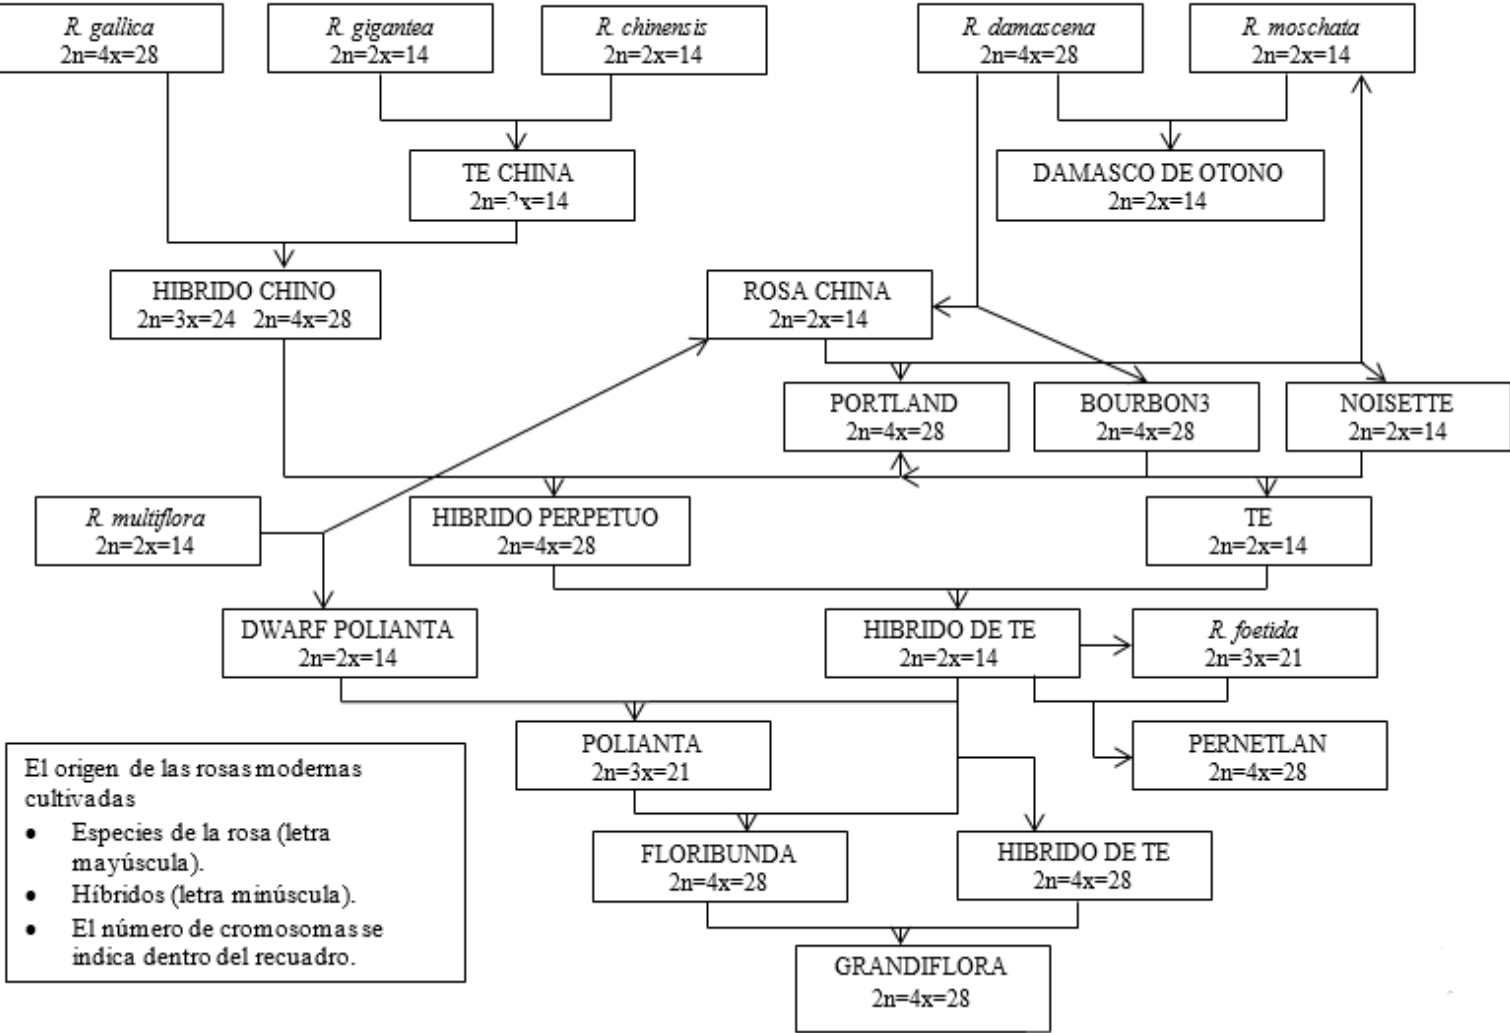 R. gallica
2n=4x=28
R. gigantea
2n=2x=14
R. chinensis
2n=2x=14
R. damascena
2n=4x=28
R. moschata
2n=2x=14
TE CHINA
2n=2x=14
DAMASCO DE OTONO
2n=2x=14
HIBRIDO CHINO
2n=3x=24 2n=4x=28
ROSA CHINA
2n=2x=14
PORTLAND
2n=4x=28
BOURBON3
2n=4x=28
NOISETTE
2n=2x=14
R. multiflora
2n=2x=14
HIBRIDO PERPETUO
2n=4x=28
TE
2n=2x=14
DWARF POLIANTA
2n=2x=14
HIBRIDO DE TE
2n=2x=14
R. foetida
2n=3x=21
POLIANTA
2n=3x=21
PERNETLAN
2n=4x=28
El origen de las rosas modernas
cultivadas
• Especies de la rosa (letra
mayúscula).
• Híbridos (letra minúscula).
• El número de cromosomas se
indica dentro del recuadro.
FLORIBUNDA
2n=4x=28
HIBRIDO DE TE
2n=4x=28
GRANDIFLORA
2n=4x=28